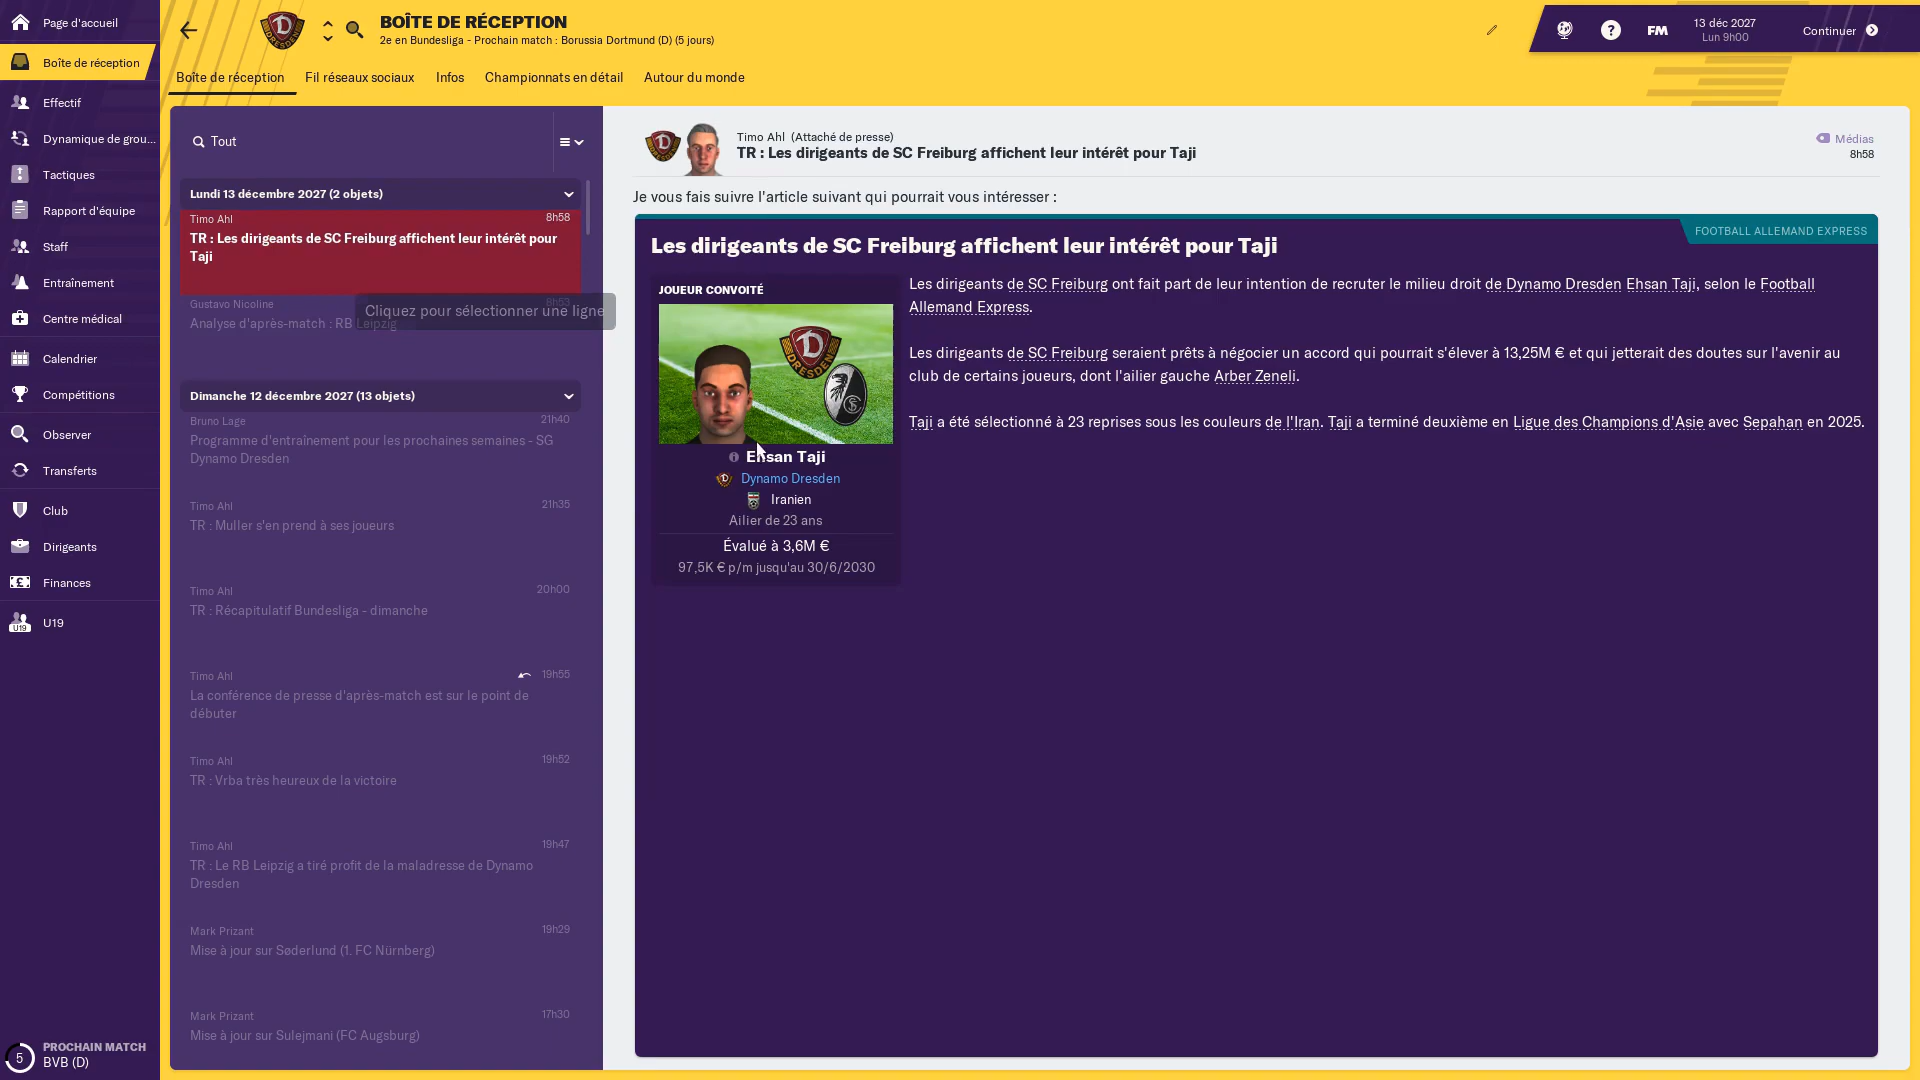 Page d'accueil
Boîte de réception
Effectif
Dynamique de grou...
Tactiques
Rapport d'équipe
Staff
Entraînement
Centre médical
Calendrier
Compétitions
Observer
Transferts
Club
Dirigeants
Finances
U19
U19
5
PROCHAIN MATCH
BVB (D)
BOÎTE DE RÉCEPTION
2e en Bundesliga - Prochain match : Borussia Dortmund (D) (5 jours)
?
FM
13 déc 2027
Lun 9h00
Continuer
Boîte de réception
Fil réseaux sociaux
Infos
Championnats en détail
Autour du monde
Tout
Lundi 13 décembre 2027 (2 objets)
Timo Ahl
8h58
TR : Les dirigeants de SC Freiburg affichent leur intérêt pour
Taji
Gustavo Nicoline
8h53
Analyse d'après-match : RB Leipzig
Cliquez pour sélectionner une ligne
Dimanche 12 décembre 2027 (13 objets)
Bruno Lage
21h40
Programme d'entraînement pour les prochaines semaines - SG
Dynamo Dresden
Timo Ahl
21h35
TR : Muller s'en prend à ses joueurs
Timo Ahl
20h00
TR : Récapitulatif Bundesliga - dimanche
Timo Ahl
19h55
La conférence de presse d'après-match est sur le point de
débuter
Timo Ahl
19h52
TR : Vrba très heureux de la victoire
Timo Ahl
19h47
TR : Le RB Leipzig a tiré profit de la maladresse de Dynamo
Dresden
Mark Prizant
19h29
Mise à jour sur Søderlund (1. FC Nürnberg)
Mark Prizant
17h30
Mise à jour sur Sulejmani (FC Augsburg)
Timo Ahl (Attaché de presse)
TR : Les dirigeants de SC Freiburg affichent leur intérêt pour Taji
Médias
8h58
Je vous fais suivre l'article suivant qui pourrait vous intéresser :
FOOTBALL ALLEMAND EXPRESS
Les dirigeants de SC Freiburg affichent leur intérêt pour Taji
JOUEUR CONVOITÉ
Ehsan Taji
Dynamo Dresden
Iranien
Ailier de 23 ans
Évalué à 3,6M €
97,5K € p/m jusqu'au 30/6/2030
Les dirigeants de SC Freiburg ont fait part de leur intention de recruter le milieu droit de Dynamo Dresden Ehsan Taji, selon le Football
Allemand Express.
Les dirigeants de SC Freiburg seraient prêts à négocier un accord qui pourrait s'élever à 13,25M € et qui jetterait des doutes sur l'avenir au
club de certains joueurs, dont l'ailier gauche Arber Zeneli.
Taji a été sélectionné à 23 reprises sous les couleurs de l'Iran. Taji a terminé deuxième en Ligue des Champions d'Asie avec Sepahan en 2025.